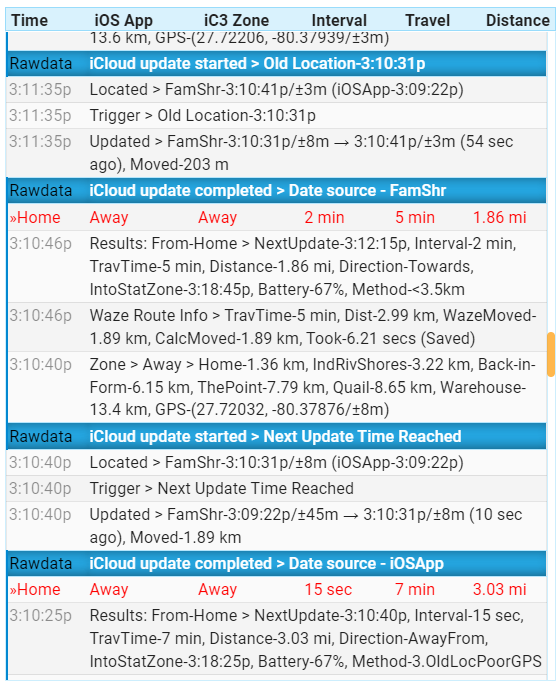 Time iOS App iC3 Zone Interval Travel Distance
13.6 km, GPS-(27.72206, -80.37939/±3m)
Rawdata iCloud update started > Old Location-3:10:31p
3:11:35p Located > FamShr-3:10:41p/±3m (iOSApp-3:09:22p)
3:11:35p Trigger > Old Location-3:10:31p
3:11:35p Updated > FamShr-3:10:31p/±8m → 3:10:41p/±3m (54 sec
ago), Moved-203 m
Rawdata iCloud update completed > Date source - FamShr
»Home Away Away 2 min 5 min 1.86 mi
3:10:46p Results: From-Home > NextUpdate-3:12:15p, Interval-2 min,
TravTime-5 min, Distance-1.86 mi, Direction-Towards,
IntoStatZone-3:18:45p, Battery-67%, Method-<3.5km
3:10:46p Waze Route Info > TravTime-5 min, Dist-2.99 km, WazeMoved-
1.89 km, CalcMoved-1.89 km, Took-6.21 secs (Saved)
3:10:40p Zone > Away > Home-1.36 km, IndRivShores-3.22 km, Back-in-
Form-6.15 km, ThePoint-7.79 km, Quail-8.65 km, Warehouse-
13.4 km, GPS-(27.72032, -80.37876/±8m)
Rawdata iCloud update started > Next Update Time Reached
3:10:40p Located > FamShr-3:10:31p/±8m (iOSApp-3:09:22p)
3:10:40p Trigger > Next Update Time Reached
3:10:40p Updated > FamShr-3:09:22p/±45m → 3:10:31p/±8m (10 sec
ago), Moved-1.89 km
Rawdata iCloud update completed > Date source - iOSApp
»Home Away Away 15 sec 7 min 3.03 mi
3:10:25p Results: From-Home > NextUpdate-3:10:40p, Interval-15 sec,
TravTime-7 min, Distance-3.03 mi, Direction-AwayFrom,
IntoStatZone-3:18:25p, Battery-67%, Method-3.OldLocPoorGPS